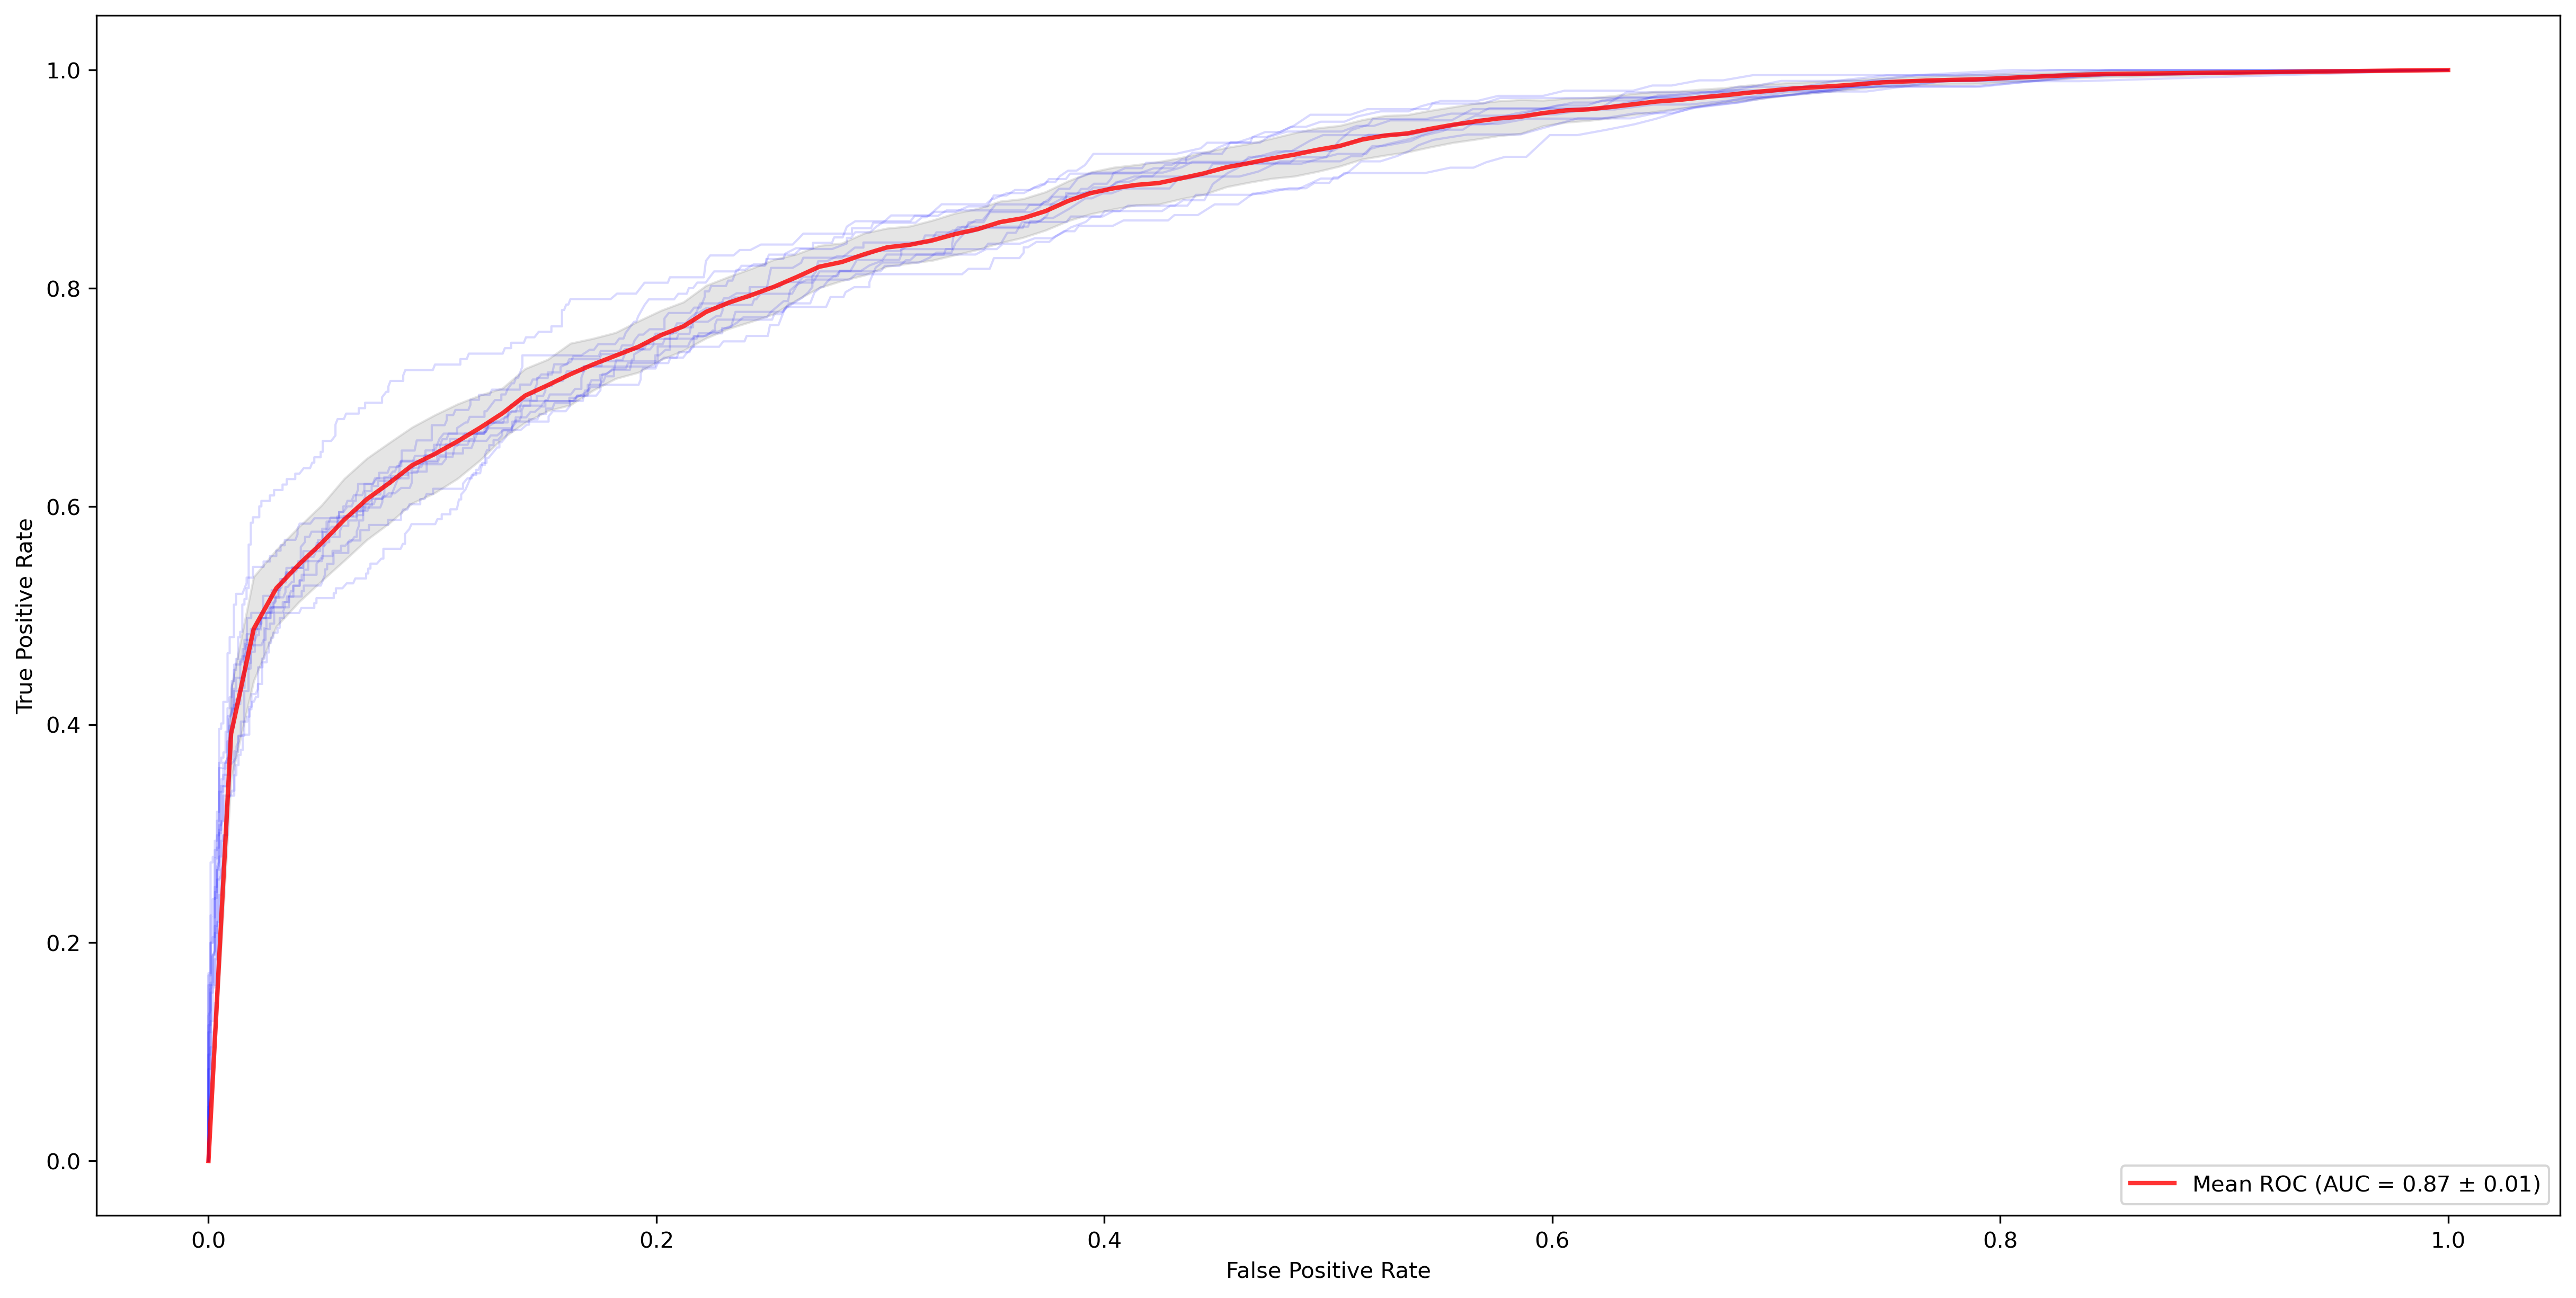 1.0
0.8
0.6
0.4
0.2
0.0
True Positive Rate
Mean ROC (AUC = 0.87 ± 0.01)
0.0 0.2 0.4 0.6 0.8 1.0
False Positive Rate